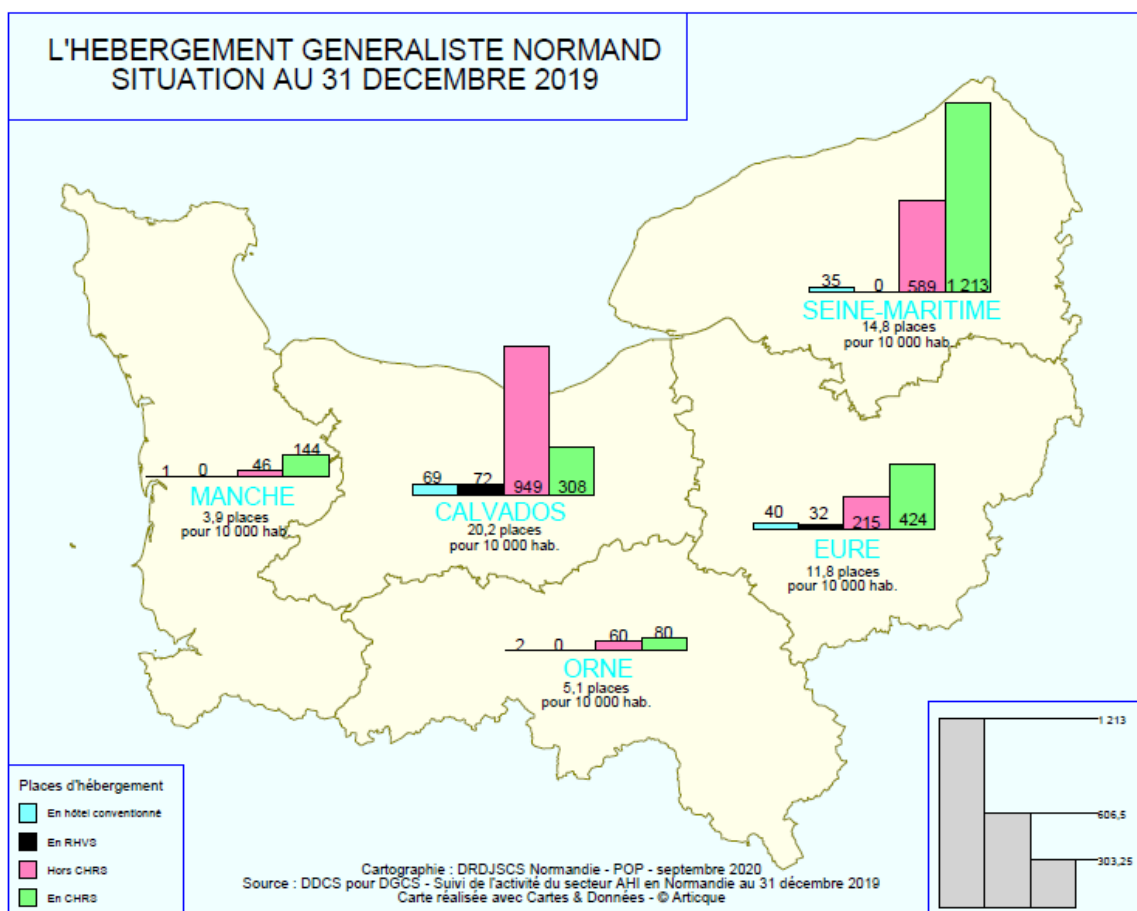 L'HEBERGEMENT GENERALISTE NORMAND
SITUATION AU 31 DECEMBRE 2019
35
0
589
1 213
SEINE-MARITIME
14,8 places
pour 10 000 hab.
1
0
46
144
MANCHE
3,9 places
pour 10 000 hab.
69
72
949
308
CALVADOS
20,2 places
pour 10 000 hab.
40
32
215
424
EURE
11,8 places
pour 10 000 hab.
2
0
60
80
ORNE
5,1 places
pour 10 000 hab.
Places d'hébergement
En hôtel conventionné
En RHVS
Hors CHRS
En CHRS
Cartographie : DRDJSCS Normandie - POP - septembre 2020
Source : DDCS pour DGCS - Suivi de l'activité du secteur AHI en Normandie au 31 décembre 2019
Carte réalisée avec Cartes & Données - © Articque
1 213
606,5
303,25